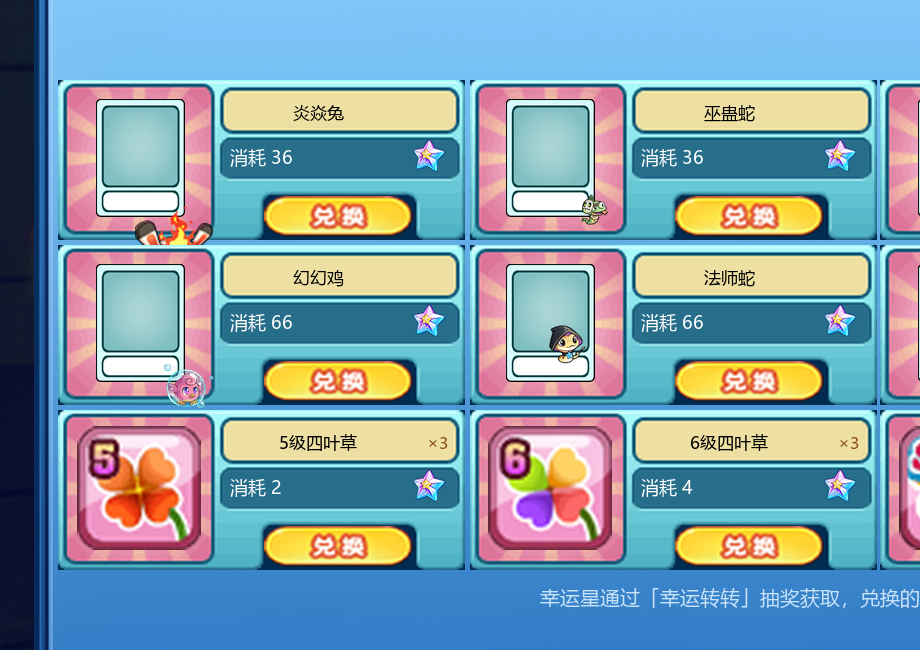 炎焱兔
消耗 36
兑换
巫蛊蛇
消耗 36
兑换
幻幻鸡
消耗 66
兑换
法师蛇
消耗 66
兑换
5
5级四叶草 ×3
消耗 2
兑换
6
6级四叶草 ×3
消耗 4
兑换
幸运星通过「幸运转转」抽奖获取，兑换的